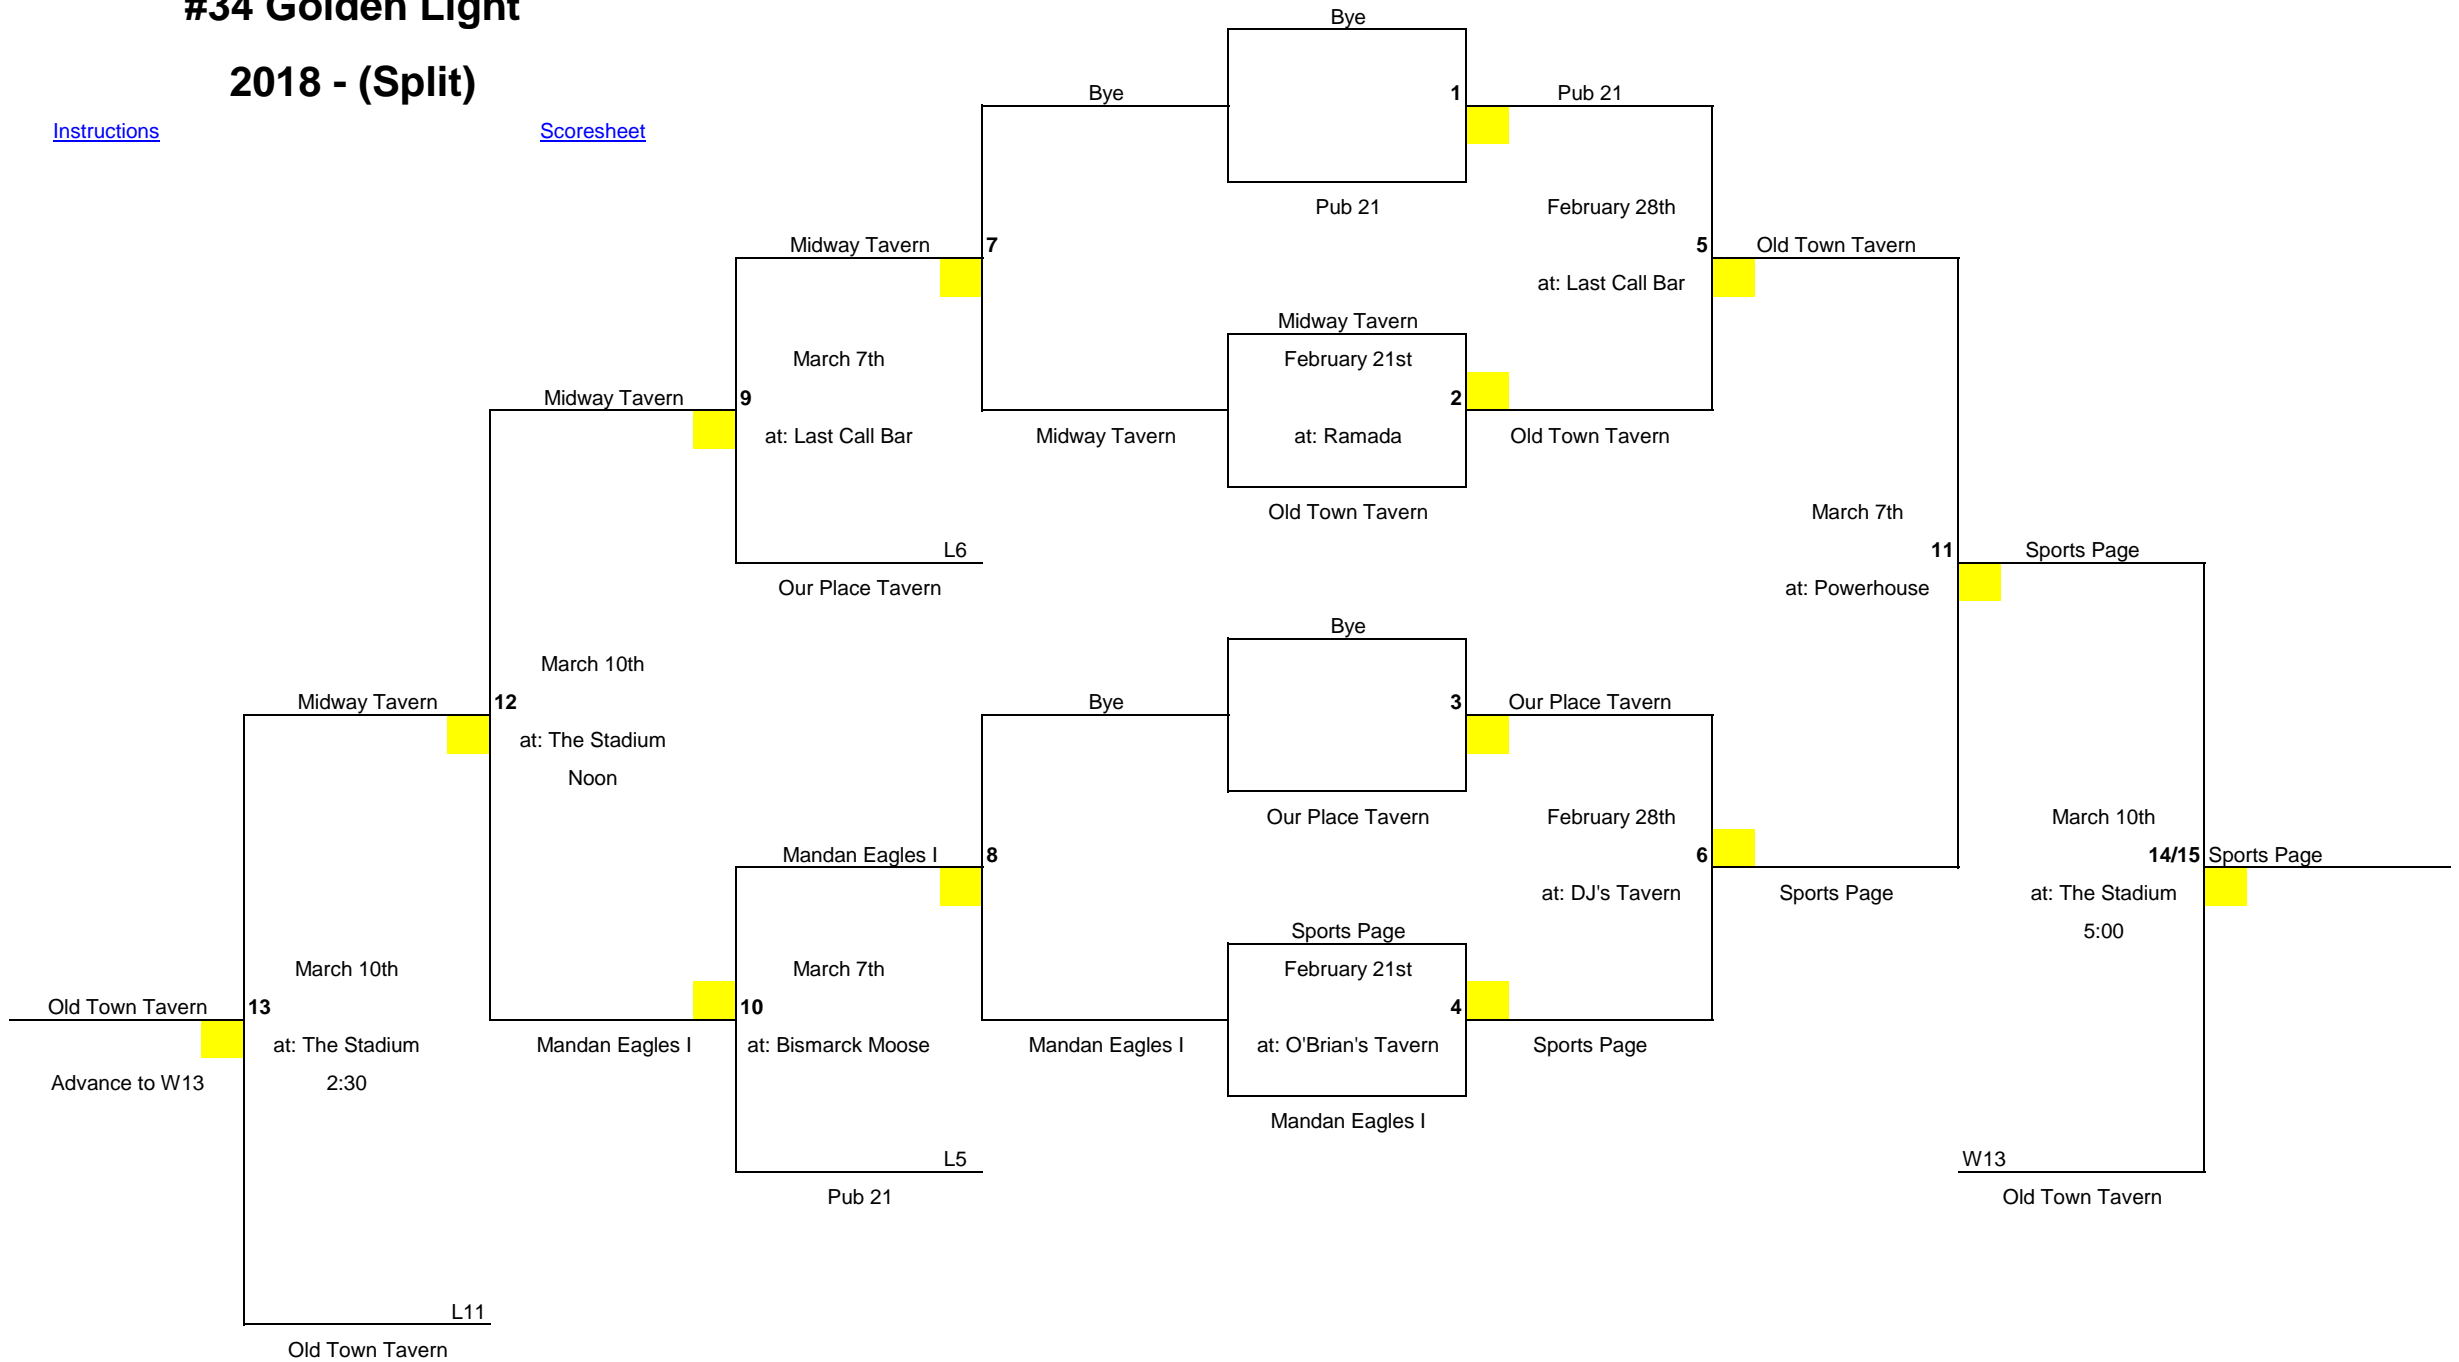 #34 Golden Light
2018 - (Split)
Instructions
Scoresheet
Bye
Bye
1
Pub 21
Pub 21
February 28th
Midway Tavern
7
5
Old Town Tavern
at: Last Call Bar
Midway Tavern
March 7th
February 21st
Midway Tavern
9
2
at: Last Call Bar
Midway Tavern
at: Ramada
Old Town Tavern
Old Town Tavern
March 7th
L6
11
Sports Page
Our Place Tavern
at: Powerhouse
Bye
March 10th
Midway Tavern
12
Bye
3
Our Place Tavern
at: The Stadium
Noon
Our Place Tavern
February 28th
March 10th
Mandan Eagles I
8
6
14/15
Sports Page
at: DJ's Tavern
Sports Page
at: The Stadium
Sports Page
5:00
March 10th
March 7th
February 21st
Old Town Tavern
13
10
4
at: The Stadium
Mandan Eagles I
at: Bismarck Moose
Mandan Eagles I
at: O'Brian's Tavern
Sports Page
Advance to W13
2:30
Mandan Eagles I
L5
W13
Pub 21
Old Town Tavern
L11
Old Town Tavern